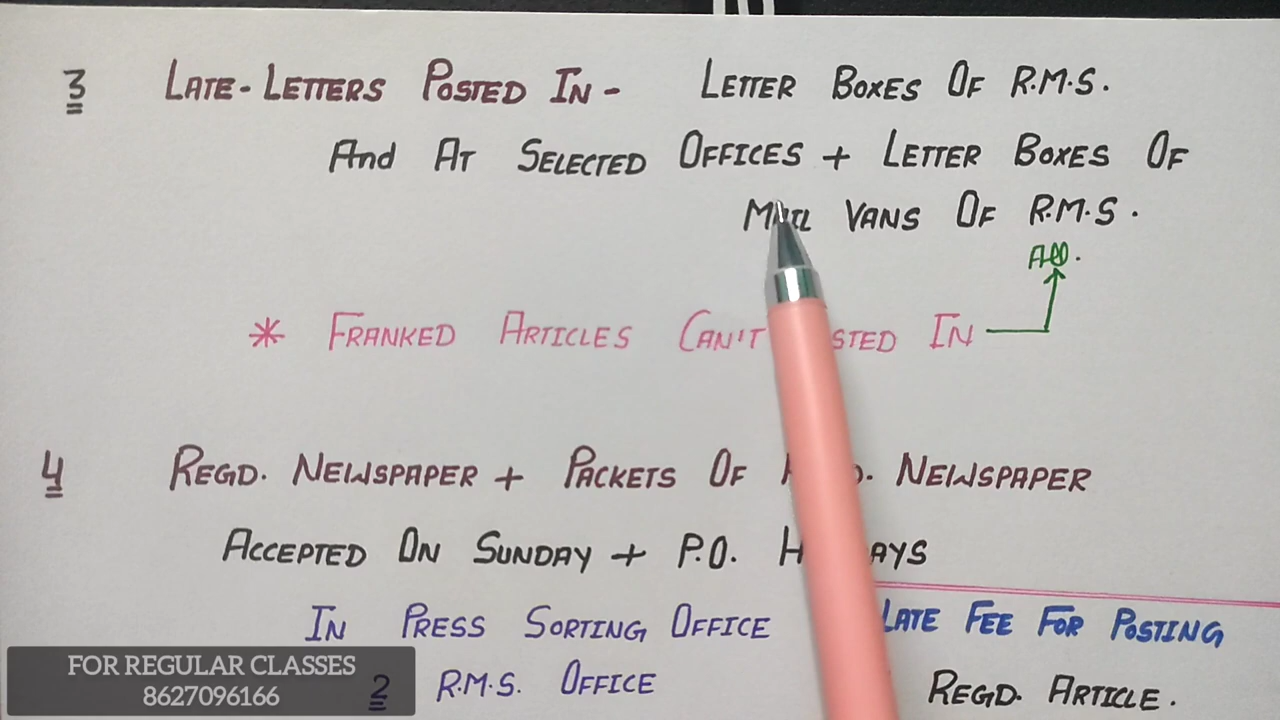 3 LATE-LETTERS POSTED IN- LETTER BOXES OF R.M.S.
And AT SELECTED OFFICES + LETTER BOXES OF
VANS OF R.M.S.
All.
* FRANKED ARTICLES CAN'T IN
4 REGD. NEWSPAPER + PACKETS OF NEWSPAPER
ACCEPTED ON SUNDAY + P.O.
IN PRESS SORTING OFFICE
LATE FEE FOR POSTING
2 R.M.S. OFFICE
REGD. ARTICLE.
FOR REGULAR CLASSES
8627096166